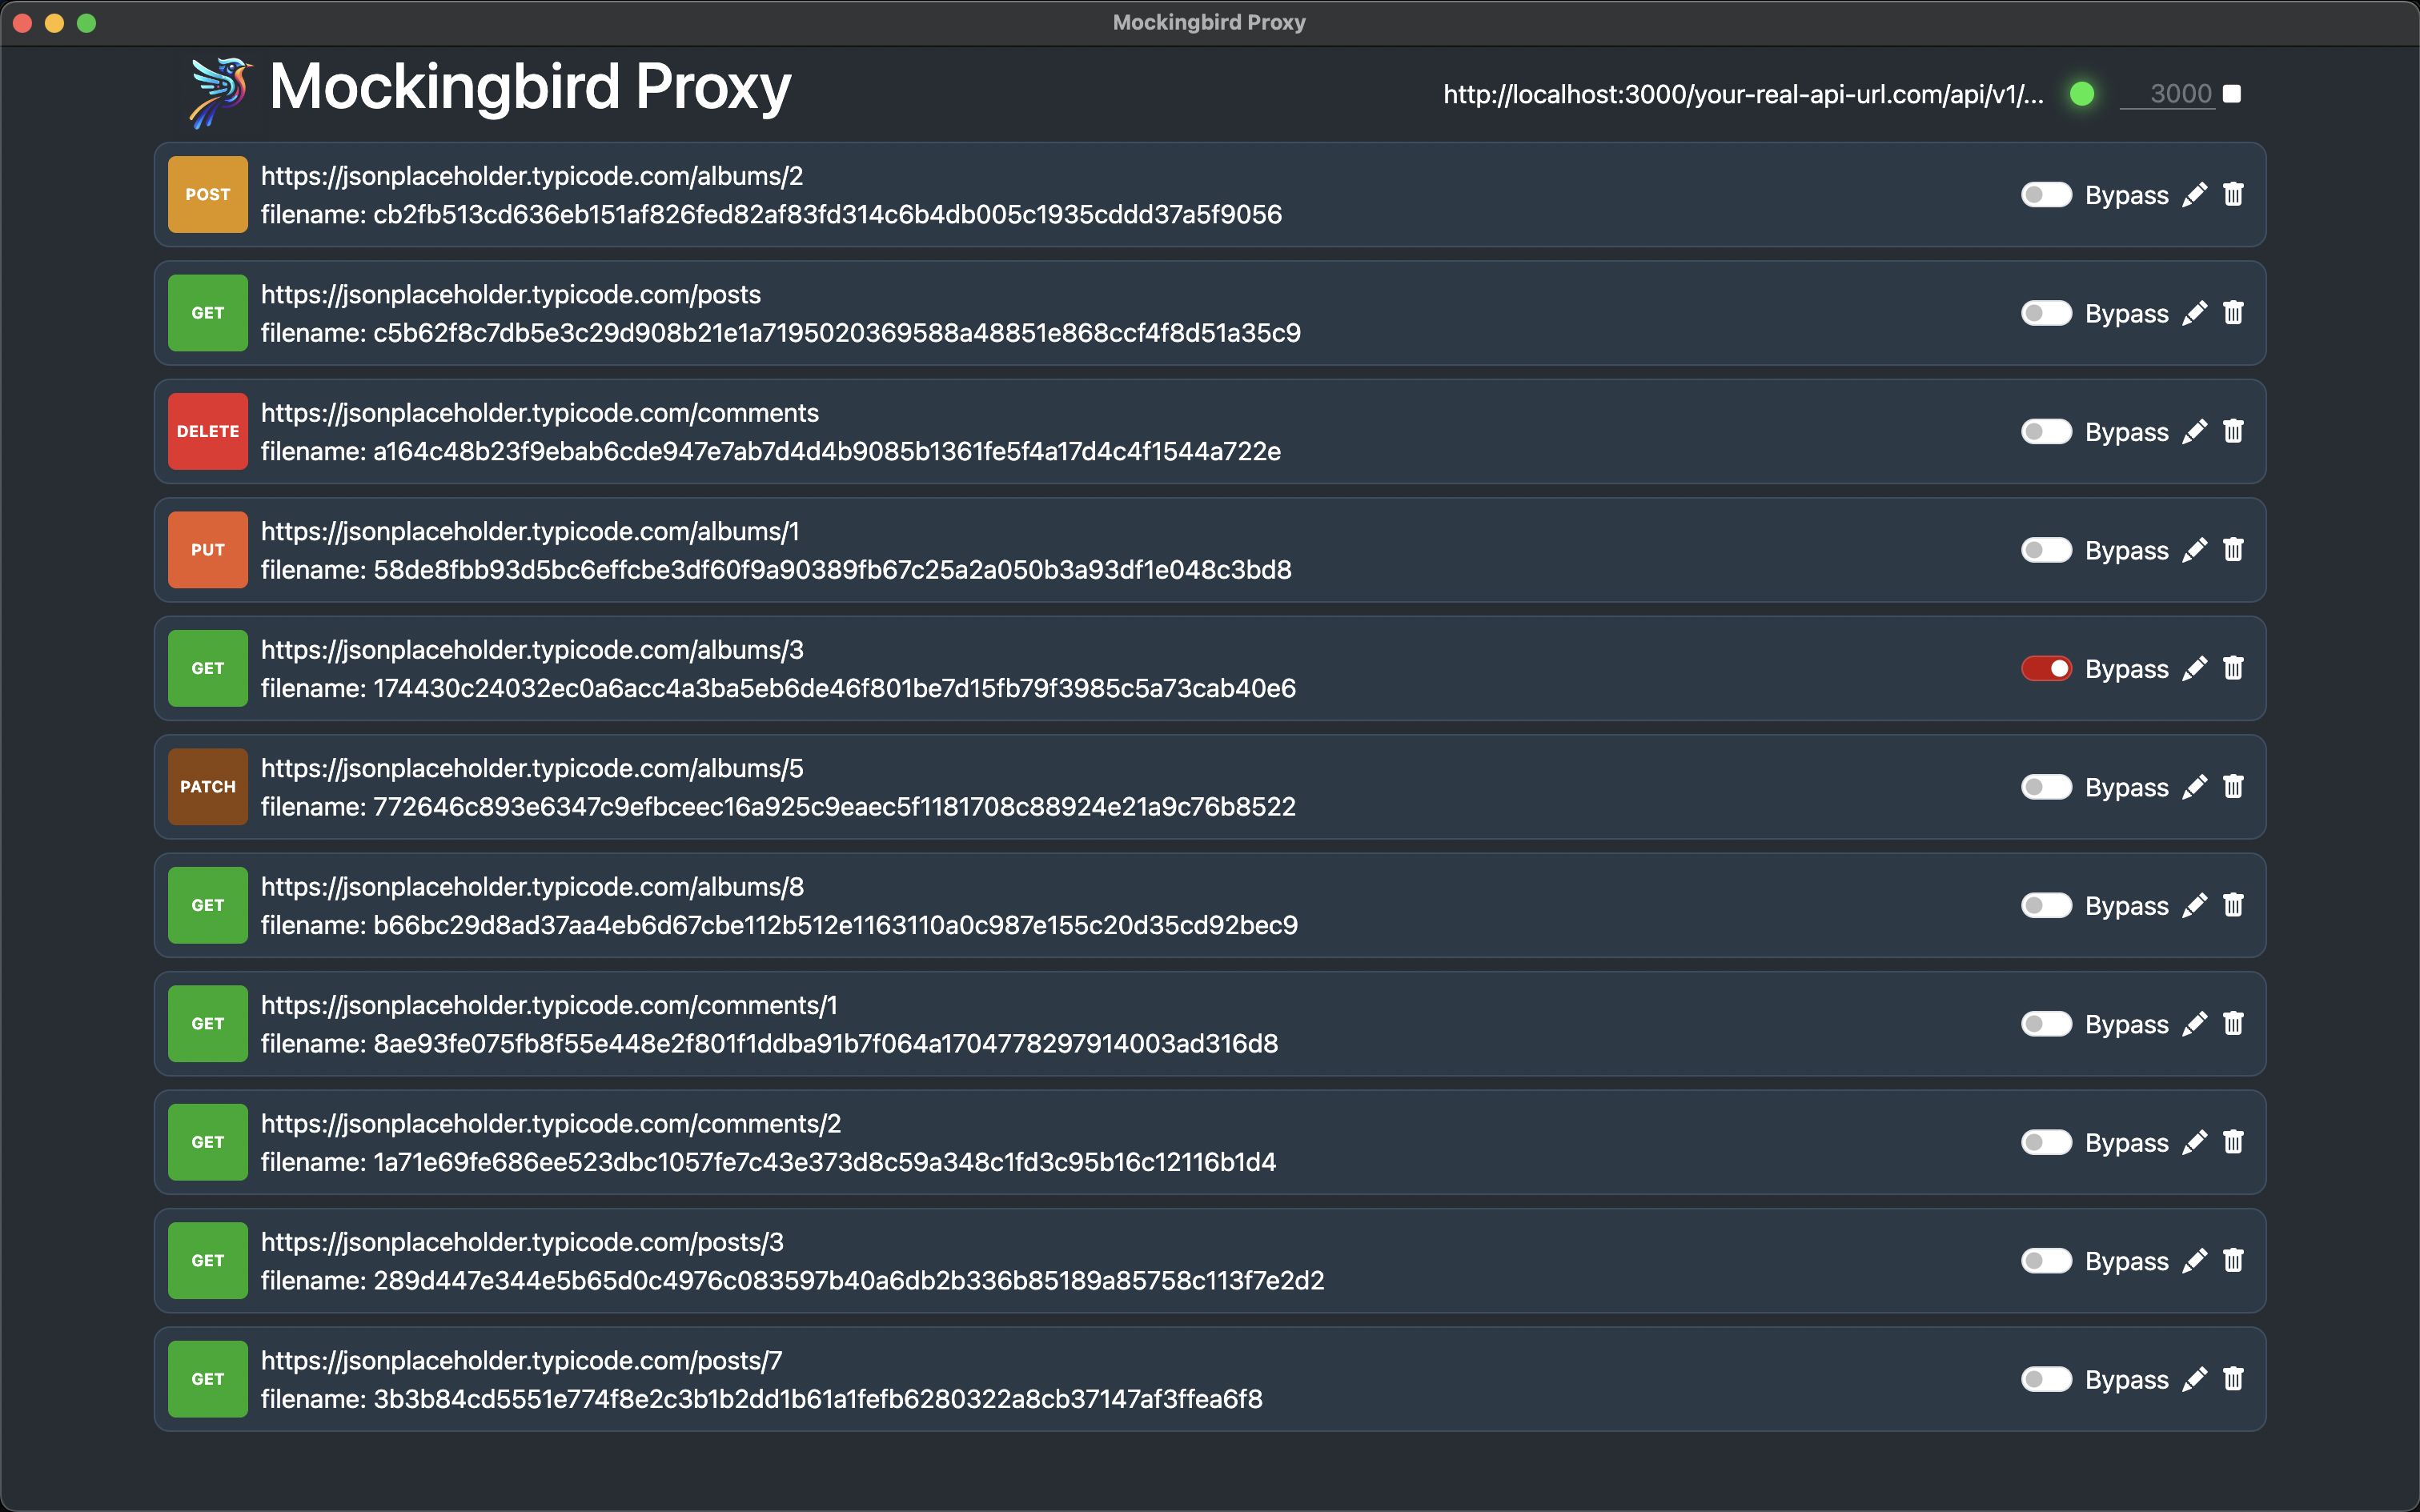 Mockingbird Proxy
Mockingbird Proxy
http://localhost:3000/your-real-api-url.com/api/v1/...
3000
POST
https://jsonplaceholder.typicode.com/albums/2
filename: cb2fb513cd636eb151af826fed82af83fd314c6b4db005c1935cddd37a5f9056
Bypass
GET
https://jsonplaceholder.typicode.com/posts
filename: c5b62f8c7db5e3c29d908b21e1a7195020369588a48851e868ccf4f8d51a35c9
Bypass
DELETE
https://jsonplaceholder.typicode.com/comments
filename: a164c48b23f9ebab6cde947e7ab7d4d4b9085b1361fe5f4a17d4c4f1544a722e
Bypass
PUT
https://jsonplaceholder.typicode.com/albums/1
filename: 58de8fbb93d5bc6effcbe3df60f9a90389fb67c25a2a050b3a93df1e048c3bd8
Bypass
GET
https://jsonplaceholder.typicode.com/albums/3
filename: 174430c24032ec0a6acc4a3ba5eb6de46f801be7d15fb79f3985c5a73cab40e6
Bypass
PATCH
https://jsonplaceholder.typicode.com/albums/5
filename: 772646c893e6347c9efbceec16a925c9eaec5f1181708c88924e21a9c76b8522
Bypass
GET
https://jsonplaceholder.typicode.com/albums/8
filename: b66bc29d8ad37aa4eb6d67cbe112b512e1163110a0c987e155c20d35cd92bec9
Bypass
GET
https://jsonplaceholder.typicode.com/comments/1
filename: 8ae93fe075fb8f55e448e2f801f1ddba91b7f064a1704778297914003ad316d8
Bypass
GET
https://jsonplaceholder.typicode.com/comments/2
filename: 1a71e69fe686ee523dbc1057fe7c43e373d8c59a348c1fd3c95b16c12116b1d4
Bypass
GET
https://jsonplaceholder.typicode.com/posts/3
filename: 289d447e344e5b65d0c4976c083597b40a6db2b336b85189a85758c113f7e2d2
Bypass
GET
https://jsonplaceholder.typicode.com/posts/7
filename: 3b3b84cd5551e774f8e2c3b1b2dd1b61a1fefb6280322a8cb37147af3ffea6f8
Bypass